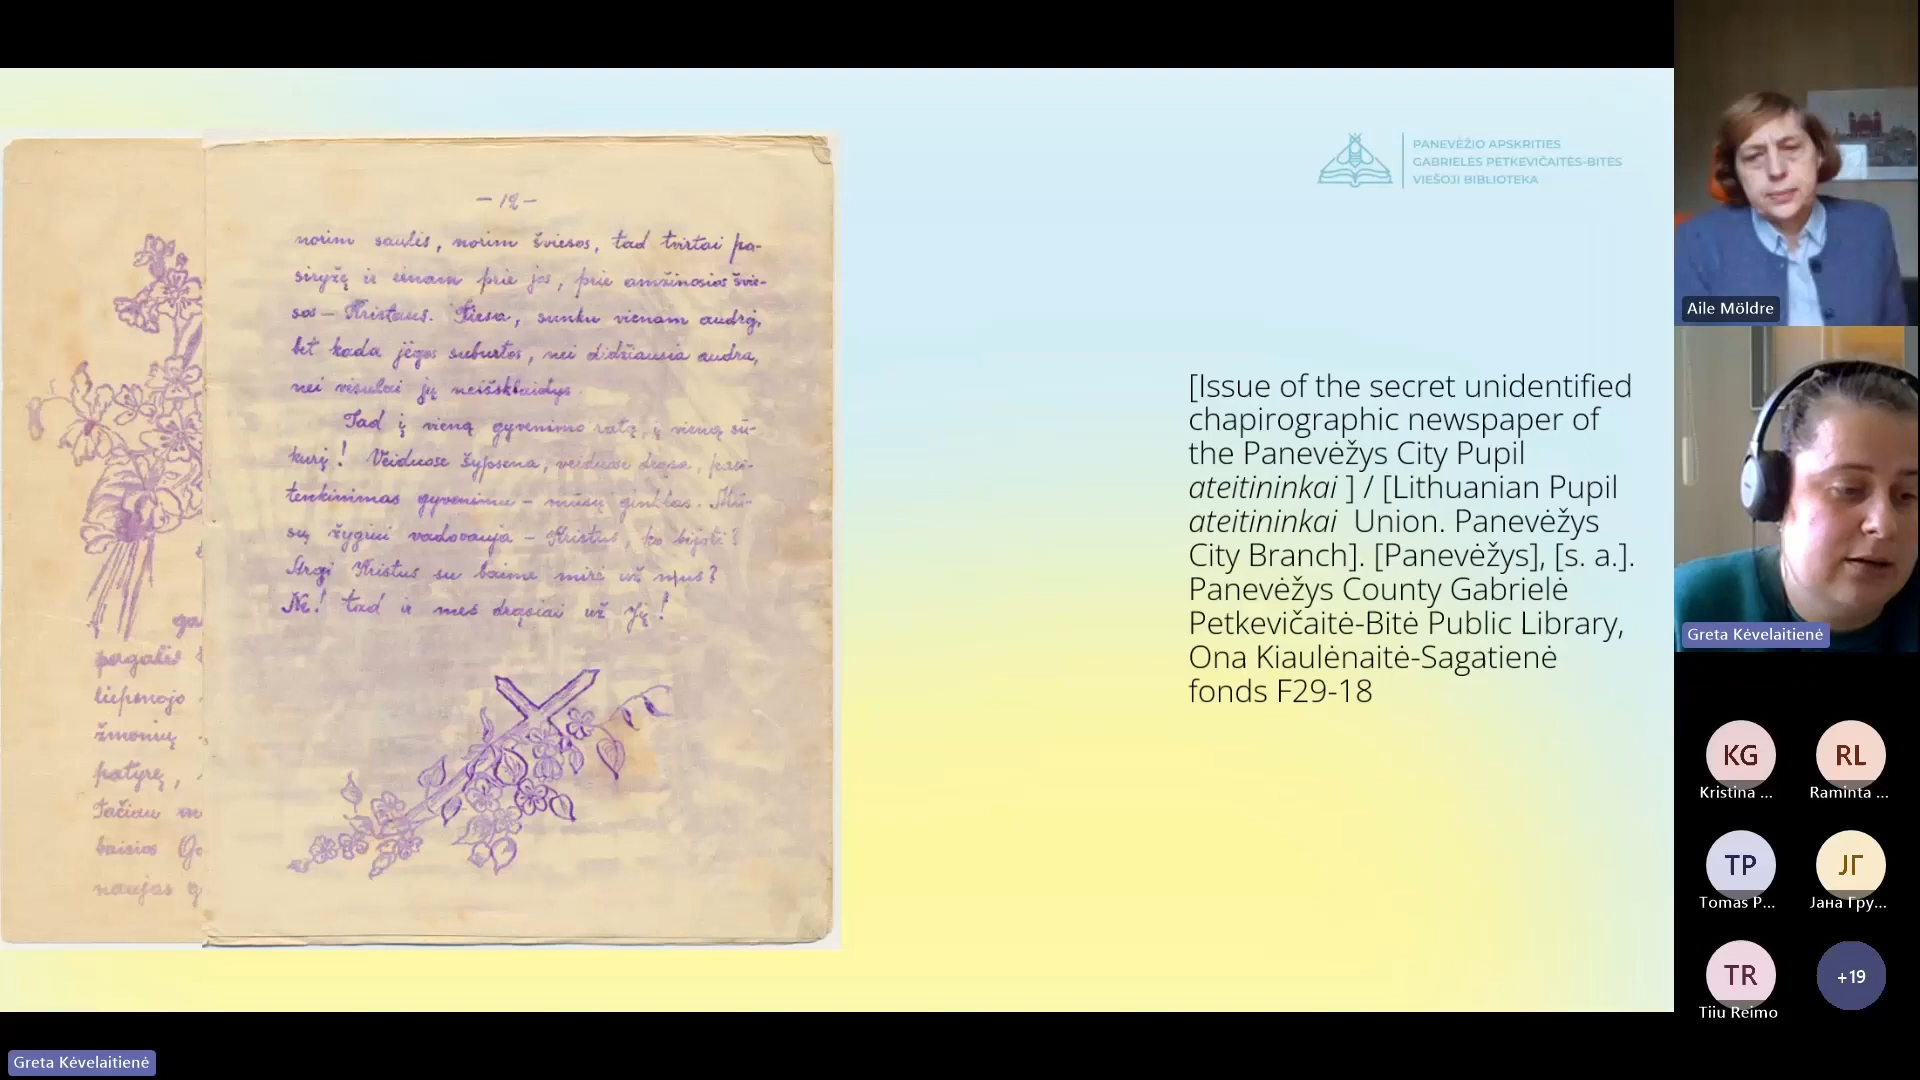 — 12 —
norim saulės, norim šviesos, tad tvirtai pa-
siryžę ir einam prie jos, prie amžinosios švie-
sos — Kristaus. Tiesa, sunku vienam audroj,
bet kada jėgos suburtos, nei didžiausia audra,
nei vėsulai jų neišsklaidys.
Tad į vieną gyvenimo ratą, į vieną sū-
kurį! Veiduose šypsena, veiduose drąsa, pasi-
tenkinimas gyvenimu — mūsų ginklas. Mū-
sų žygiui vadovauja — Kristus, ko bijoti?
Argi Kristus su baime mirė už mus?
Ne! tad ir mes drąsiai už Jį!
pagalis
liepsnojo
žmonių
patyrę,
Tačiau
baisios
naujas
PANEVĖŽIO APSKRITIES
GABRIELĖS PETKEVIČAITĖS-BITĖS
VIEŠOJI BIBLIOTEKA
[Issue of the secret unidentified
chapirographic newspaper of
the Panevėžys City Pupil
ateitininkai ] / [Lithuanian Pupil
ateitininkai Union. Panevėžys
City Branch]. [Panevėžys], [s. a.].
Panevėžys County Gabrielė
Petkevičaitė-Bitė Public Library,
Ona Kiaulėnaitė-Sagatienė
fonds F29-18
Aile Möldre
Greta Kėvelaitienė
KG
Kristina ...
RL
Raminta ...
TP
Tomas P...
ЈГ
Јана Гру...
TR
Tiiu Reimo
+19
Greta Kėvelaitienė